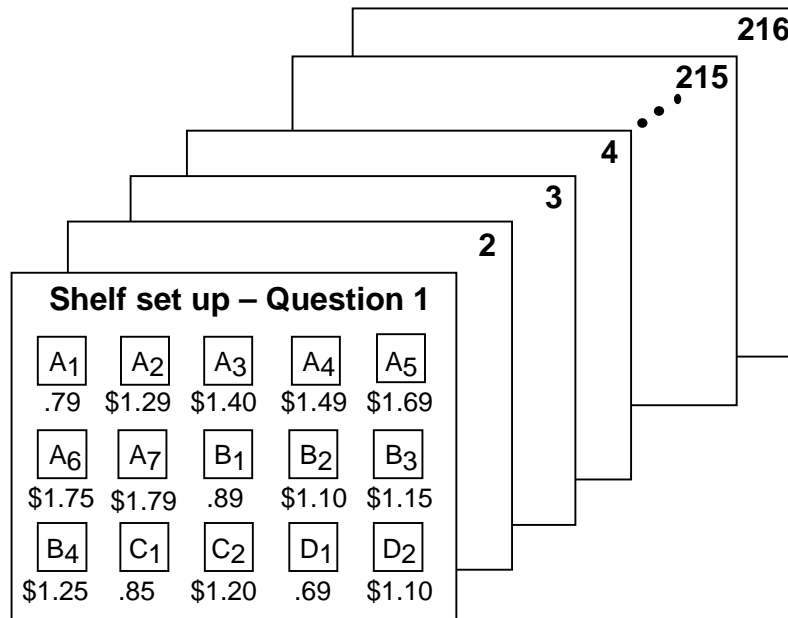 216
215
4
3
2
Shelf set up – Question 1
A1 A2 A3 A4 A5
.79 $1.29 $1.40 $1.49 $1.69
A6 A7 B1 B2 B3
$1.75 $1.79 .89 $1.10 $1.15
B4 C1 C2 D1 D2
$1.25 .85 $1.20 .69 $1.10